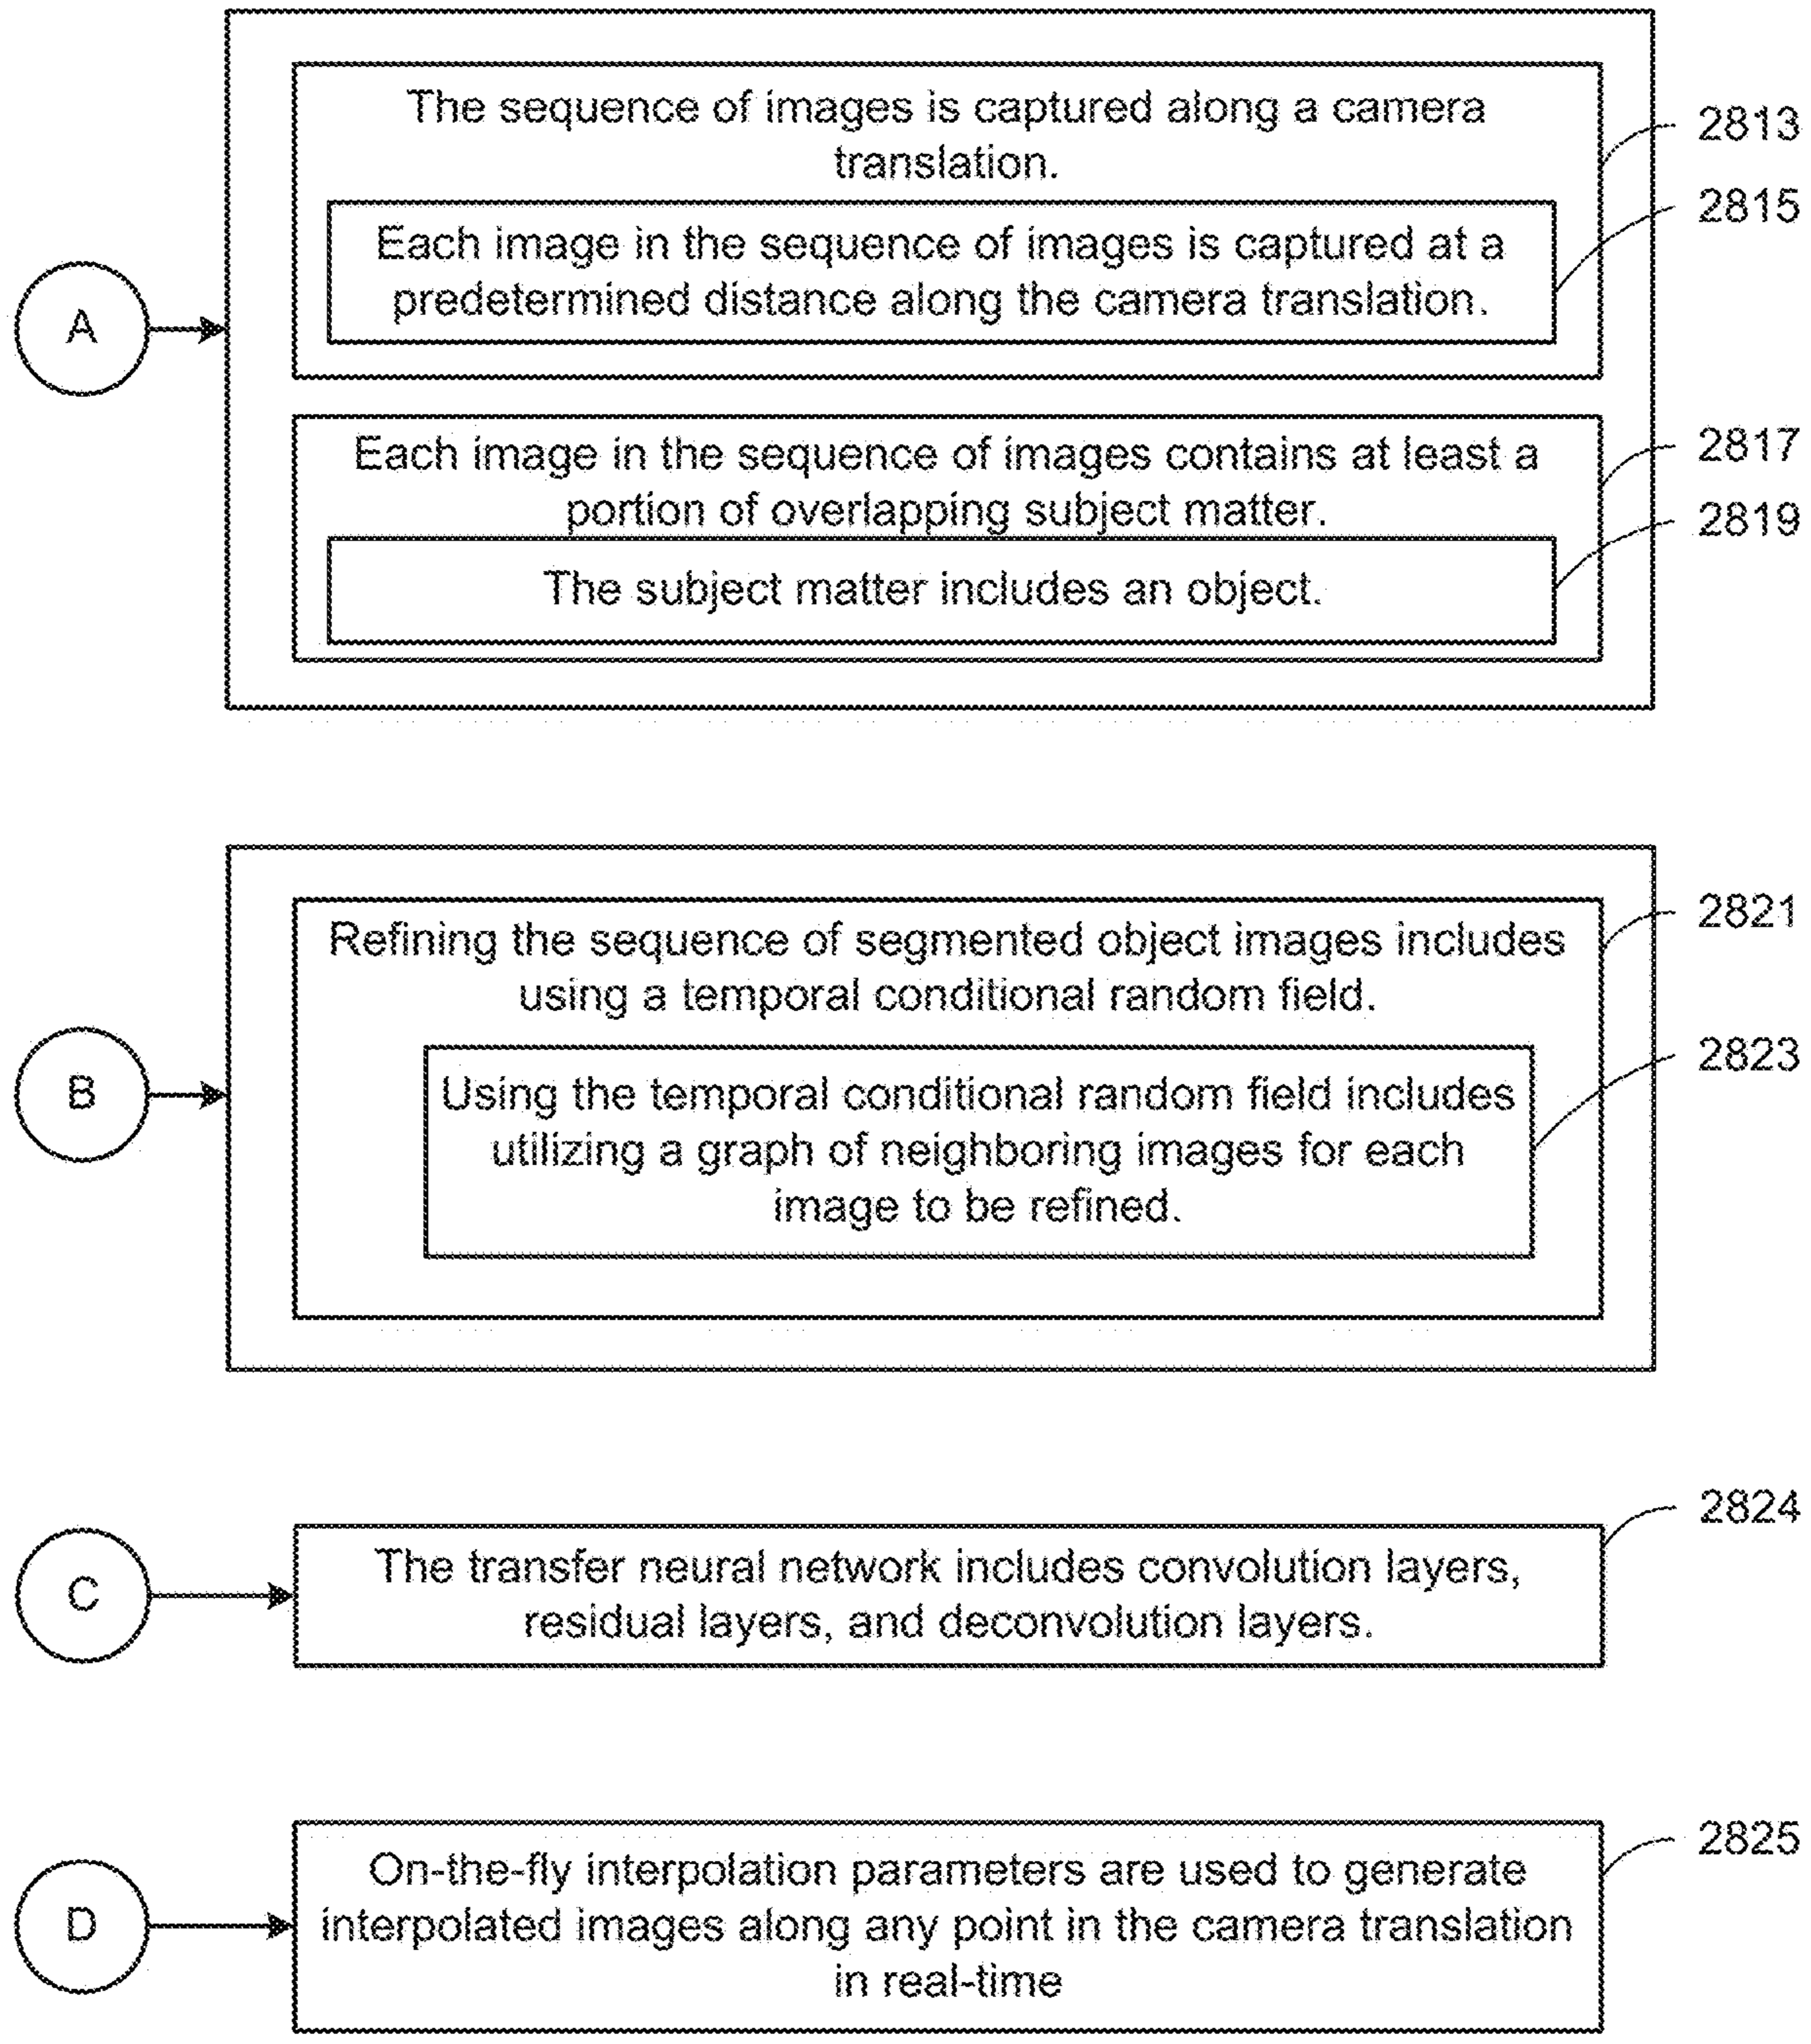 The sequence of images is captured along a camera
translation.
2813
2815
Each image in the sequence of images is captured at a
predetermined distance along the camera translation.
A
Each image in the sequence of images contains at least a
portion of overlapping subject matter.
2817
2819
The subject matter includes an object.
2821
Refining the sequence of segmented object images includes
using a temporal conditional random field.
2823
B
Using the temporal conditional random field includes
utilizing a graph of neighboring images for each
image to be refined.
2824
C
The transfer neural network includes convolution layers,
residual layers, and deconvolution layers.
2825
D
On-the-fly interpolation parameters are used to generate
interpolated images along any point in the camera translation
in real-time